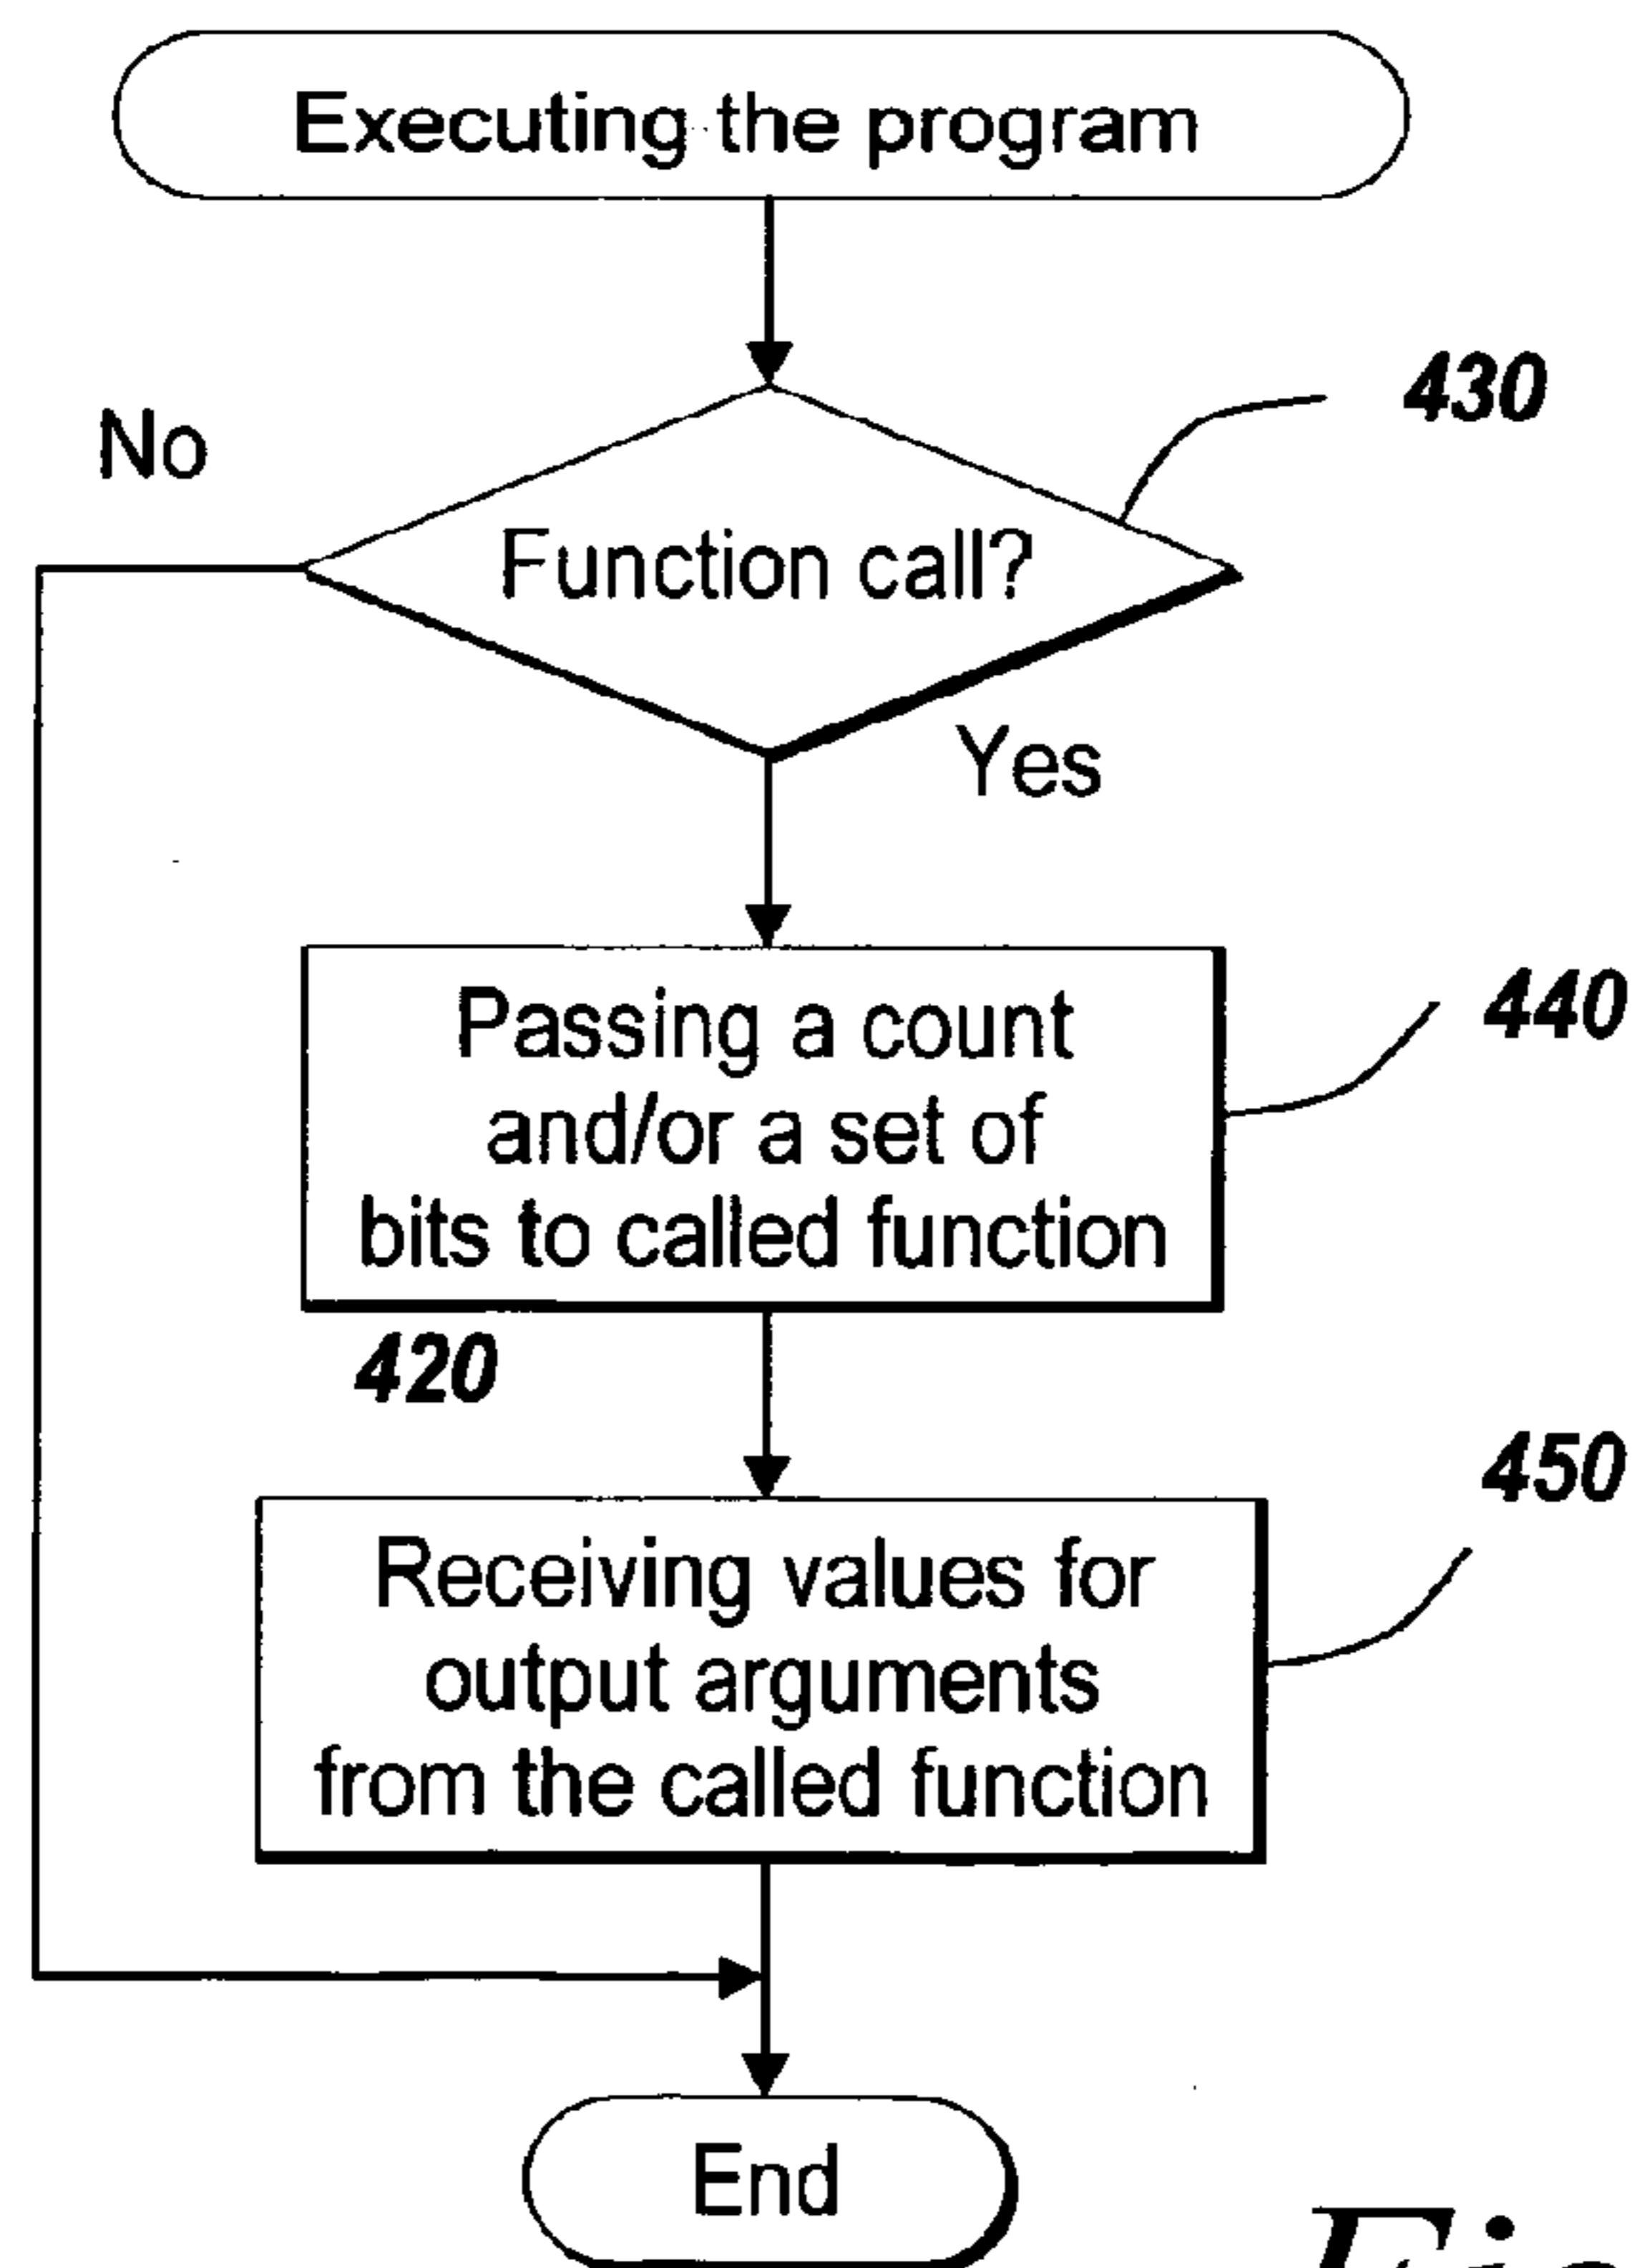 Executing the program
430
No
Function call?
Yes
Passing a count
and/or a set of
bits to called function
440
420
450
Receiving values for
output arguments
from the called function
End